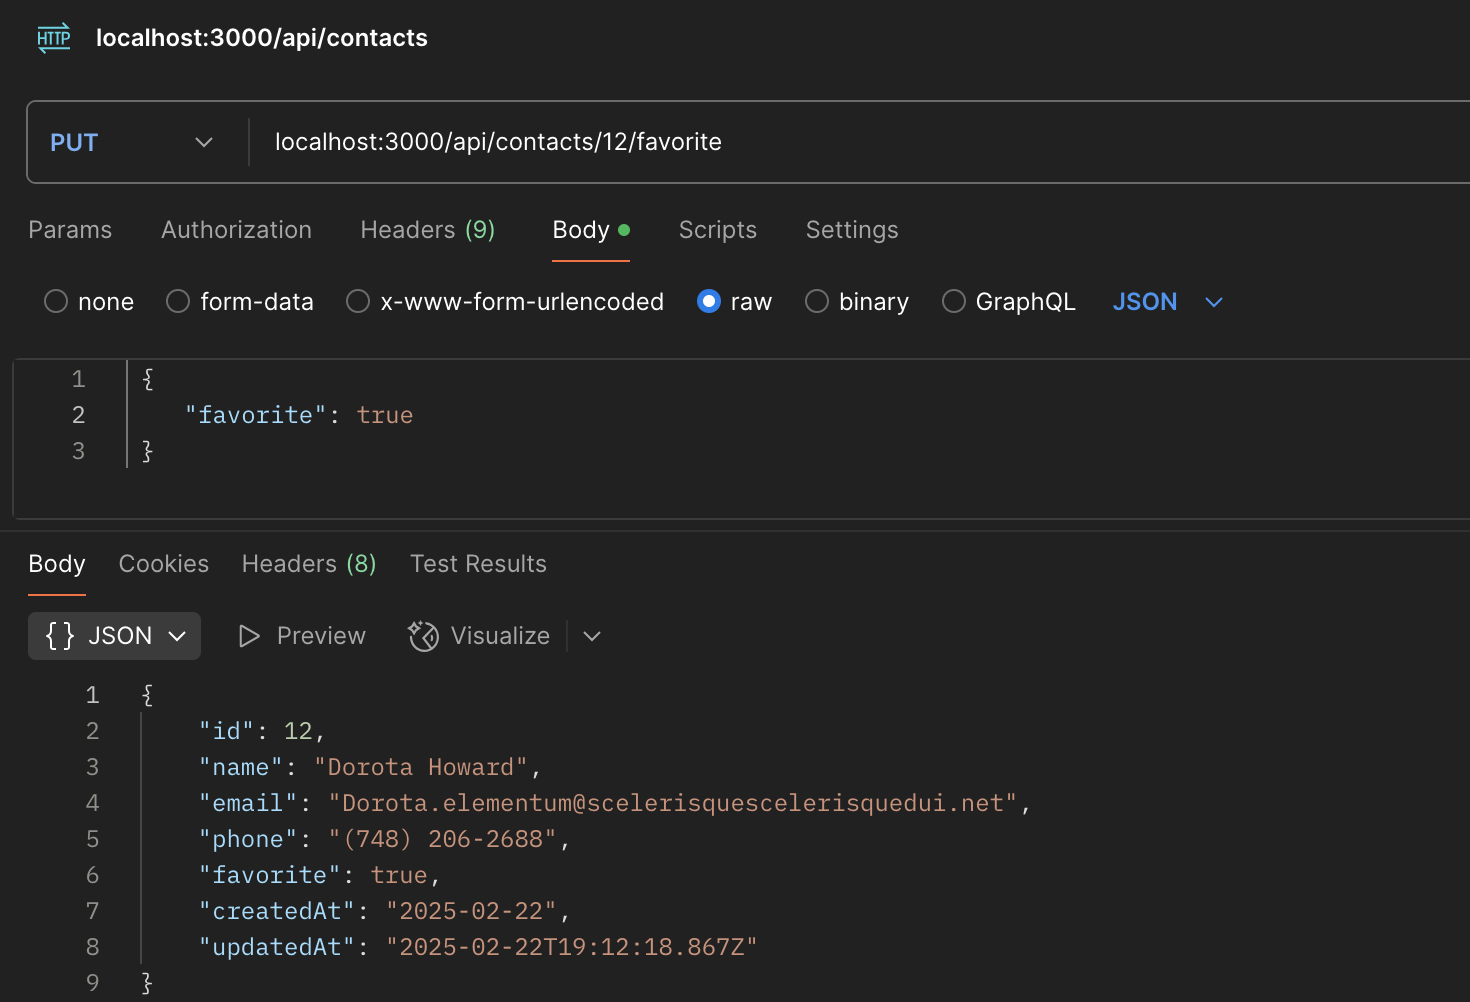 HTTP localhost:3000/api/contacts
PUT localhost:3000/api/contacts/12/favorite
Params Authorization Headers (9) Body Scripts Settings
none form-data x-www-form-urlencoded raw binary GraphQL JSON
1 {
2 "favorite": true
3 }
Body Cookies Headers (8) Test Results
{} JSON Preview Visualize
1 {
2 "id": 12,
3 "name": "Dorota Howard",
4 "email": "Dorota.elementum@scelerisquescelerisquedui.net",
5 "phone": "(748) 206-2688",
6 "favorite": true,
7 "createdAt": "2025-02-22",
8 "updatedAt": "2025-02-22T19:12:18.867Z"
9 }